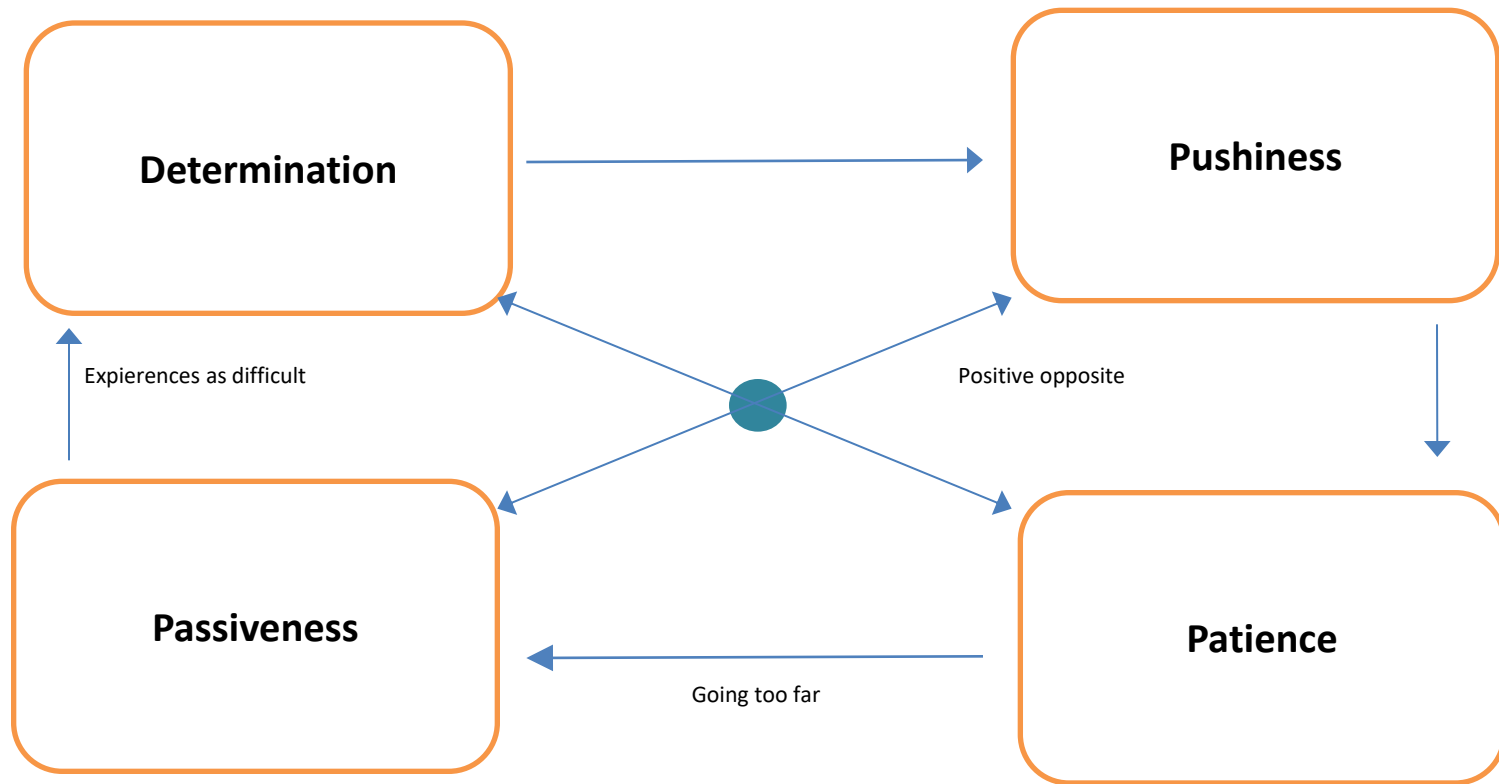 Determination
Pushiness
Expierences as difficult
Positive opposite
Passiveness
Patience
Going too far